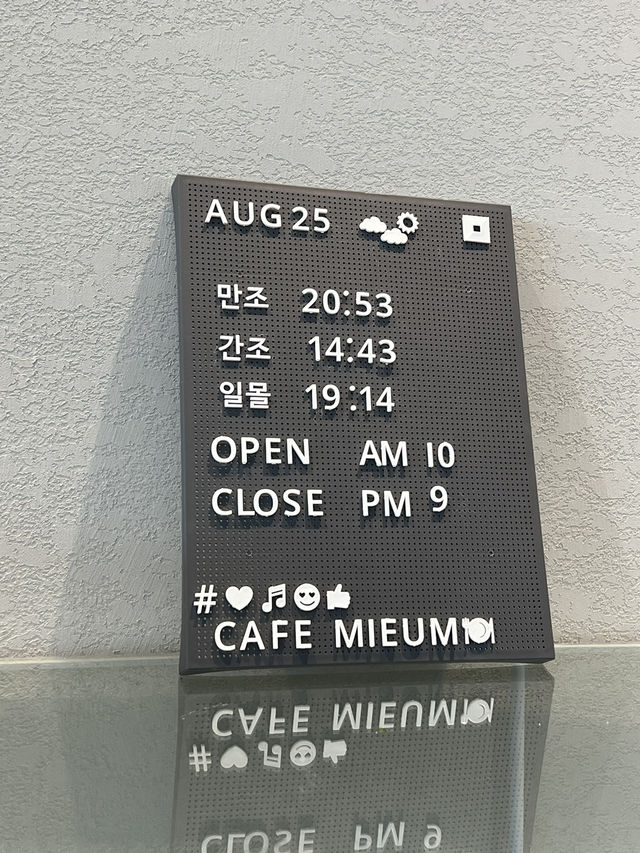 AUG 25
만조 20:53
간조 14:43
일몰 19:14
OPEN AM 10
CLOSE PM 9
#
CAFE MIEUM